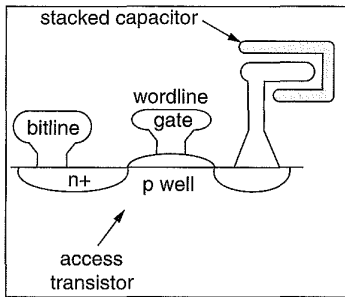 stacked capacitor
wordline
gate
bitline
n+
p well
access
transistor